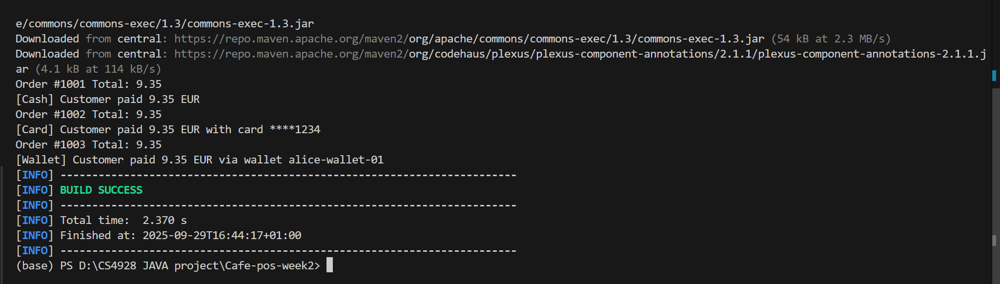 e/commons/commons-exec/1.3/commons-exec-1.3.jar
Downloaded from central: https://repo.maven.apache.org/maven2/org/apache/commons/commons-exec/1.3/commons-exec-1.3.jar (54 kB at 2.3 MB/s)
Downloaded from central: https://repo.maven.apache.org/maven2/org/codehaus/plexus/plexus-component-annotations/2.1.1/plexus-component-annotations-2.1.1.j
ar (4.1 kB at 114 kB/s)
Order #1001 Total: 9.35
[Cash] Customer paid 9.35 EUR
Order #1002 Total: 9.35
[Card] Customer paid 9.35 EUR with card ****1234
Order #1003 Total: 9.35
[Wallet] Customer paid 9.35 EUR via wallet alice-wallet-01
[INFO] ------------------------------------------------------------------------
[INFO] BUILD SUCCESS
[INFO] ------------------------------------------------------------------------
[INFO] Total time:  2.370 s
[INFO] Finished at: 2025-09-29T16:44:17+01:00
[INFO] ------------------------------------------------------------------------
(base) PS D:\CS4928 JAVA project\Cafe-pos-week2>